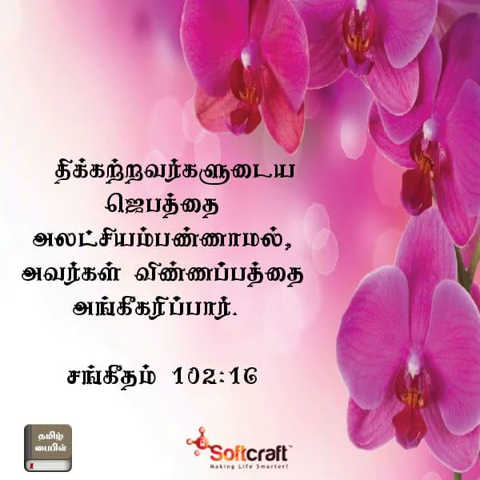 திக்கற்றவர்களுடைய
ஜெபத்தை
அலட்சியம்பண்ணாமல்,
அவர்கள் விண்ணப்பத்தை
அங்கீகரிப்பார்.
சங்கீதம் 102:16
தமிழ்
பைபிள்
Softcraft™
Making Life Smarter!